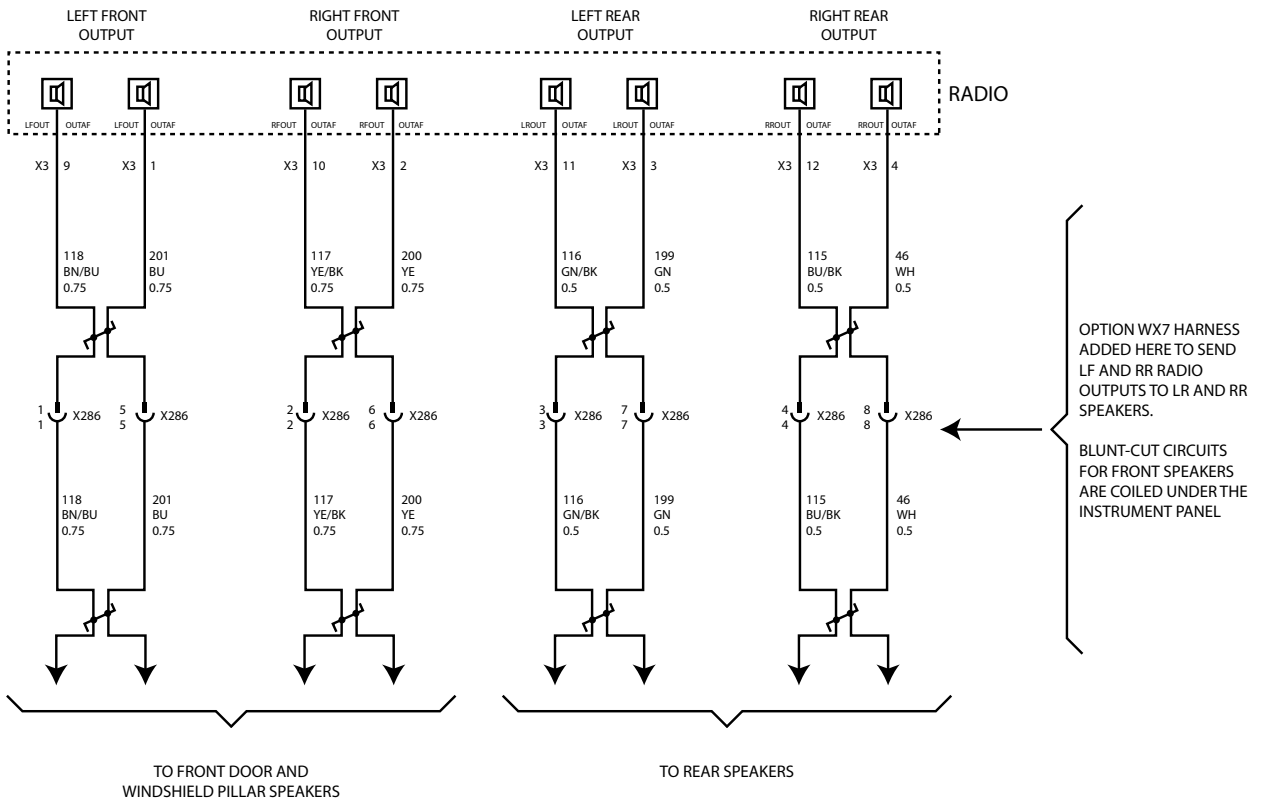 LEFT FRONT
OUTPUT
RIGHT FRONT
OUTPUT
LEFT REAR
OUTPUT
RIGHT REAR
OUTPUT
RADIO
LFOUT OUTAF LFOUT OUTAF RFOUT OUTAF RFOUT OUTAF LROUT OUTAF LROUT OUTAF RROUT OUTAF RROUT OUTAF
X3 9 X3 1 X3 10 X3 2 X3 11 X3 3 X3 12 X3 4
118
BN/BU
0.75
201
BU
0.75
117
YE/BK
0.75
200
YE
0.75
116
GN/BK
0.5
199
GN
0.5
115
BU/BK
0.5
46
WH
0.5
1 X286
1
5 X286
5
2 X286
2
6 X286
6
3 X286
3
7 X286
7
4 X286
4
8 X286
8
118
BN/BU
0.75
201
BU
0.75
117
YE/BK
0.75
200
YE
0.75
116
GN/BK
0.5
199
GN
0.5
115
BU/BK
0.5
46
WH
0.5
OPTION WX7 HARNESS
ADDED HERE TO SEND
LF AND RR RADIO
OUTPUTS TO LR AND RR
SPEAKERS.
BLUNT-CUT CIRCUITS
FOR FRONT SPEAKERS
ARE COILED UNDER THE
INSTRUMENT PANEL
TO FRONT DOOR AND
WINDSHIELD PILLAR SPEAKERS
TO REAR SPEAKERS